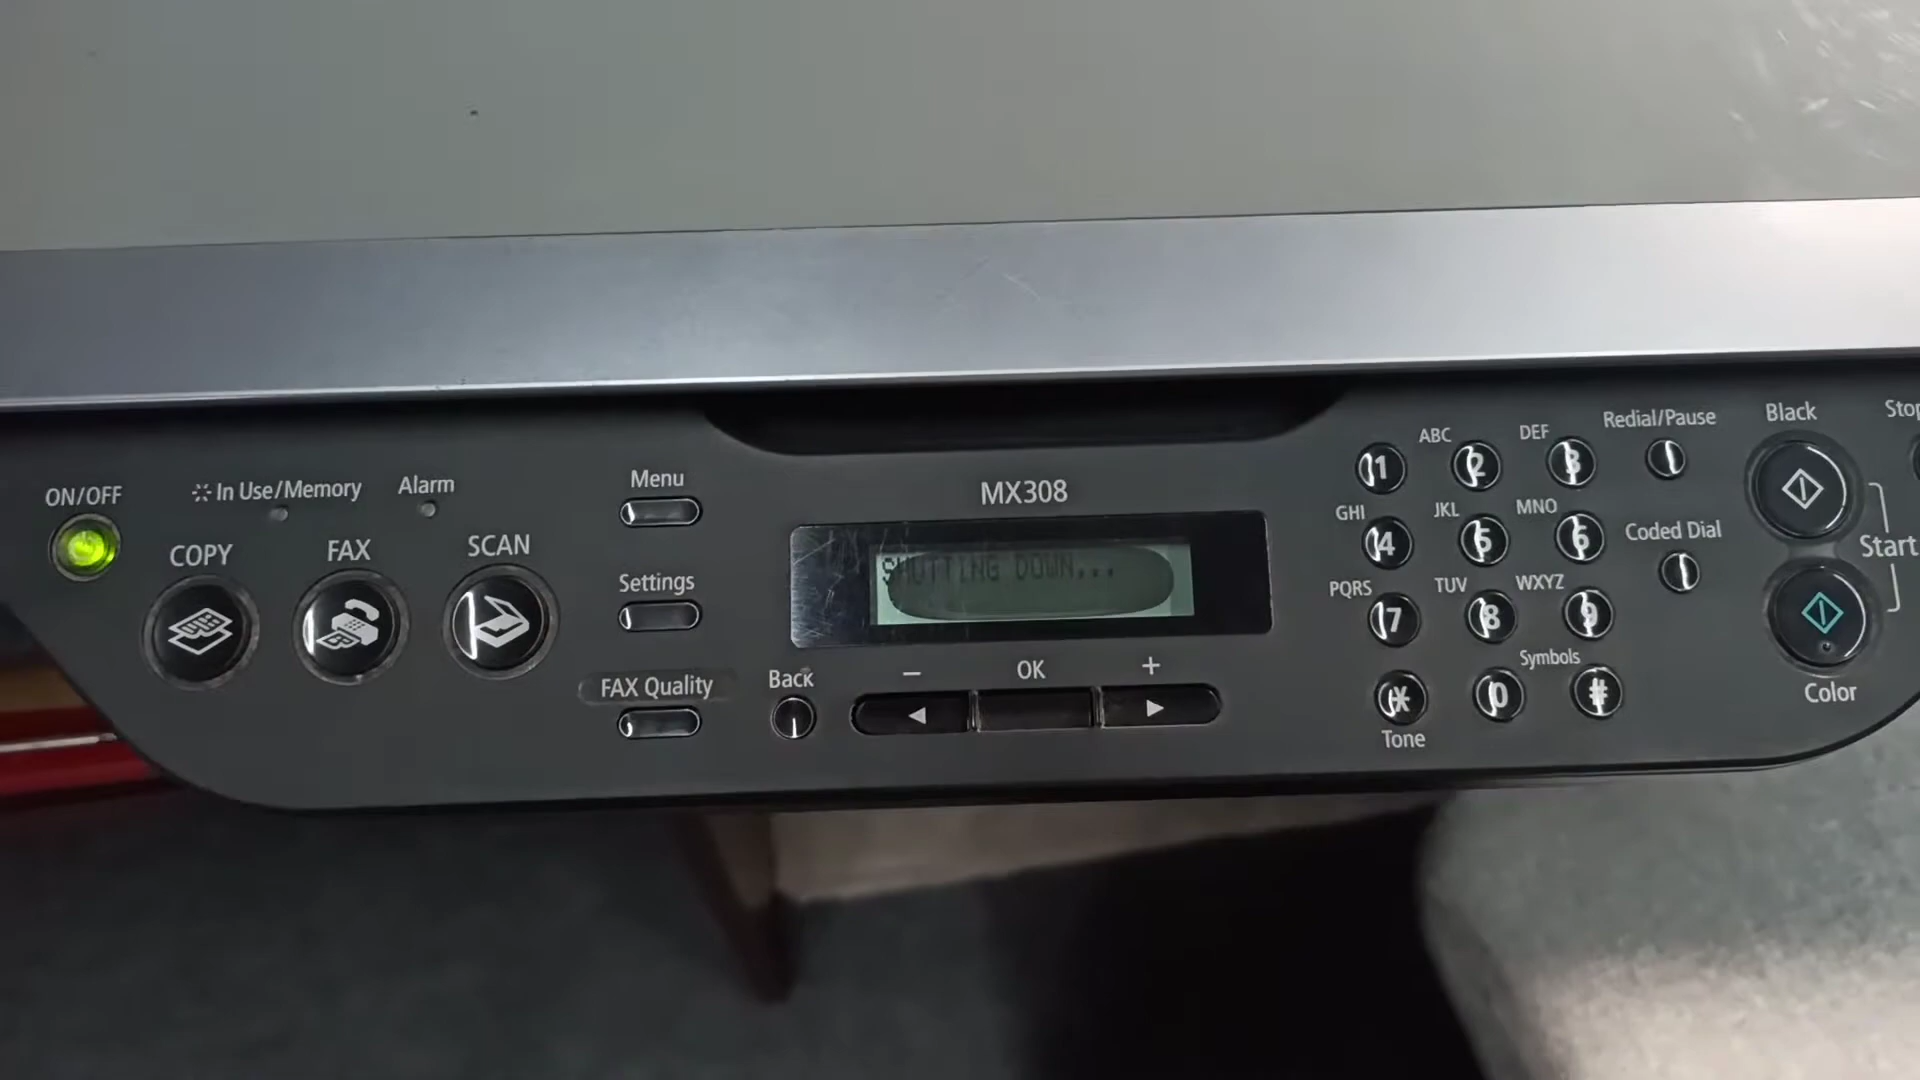 ON/OFF
In Use/Memory
Alarm
COPY
FAX
SCAN
Menu
Settings
FAX Quality
Back
MX308
SHUTTING DOWN...
−
OK
+
1
ABC
2
DEF
3
Redial/Pause
GHI
4
JKL
5
MNO
6
Coded Dial
PQRS
7
TUV
8
WXYZ
9
*
Tone
0
Symbols
#
Black
Start
Color